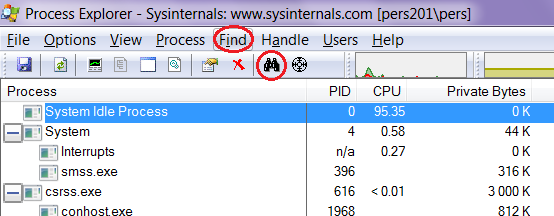 Process Explorer - Sysinternals: www.sysinternals.com [pers201\pers]
File Options View Process Find Handle Users Help
Process PID CPU Private Bytes
System Idle Process 0 95.35 0 K
System 4 0.58 44 K
Interrupts n/a 0.27 0 K
smss.exe 396 316 K
csrss.exe 616 < 0.01 3 000 K
conhost.exe 1968 812 K